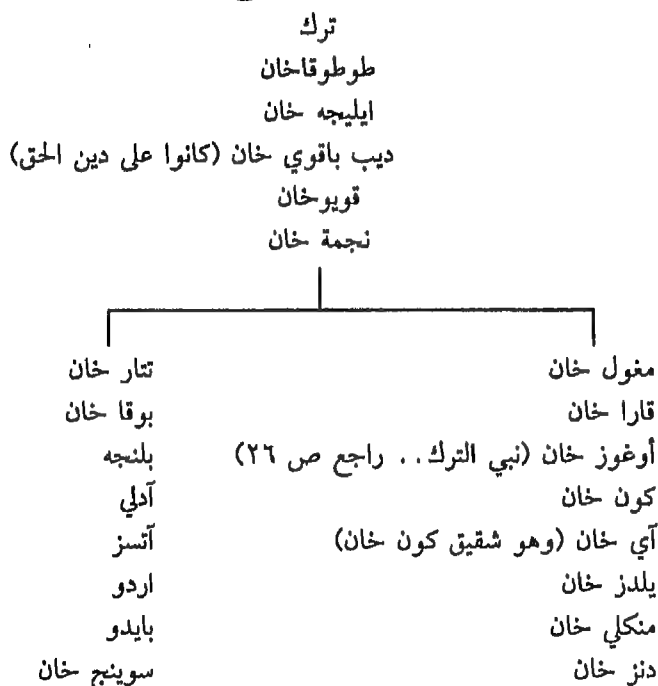 ترك
طوطوقاخان
ايليجه خان
ديب باقوي خان (كانوا على دين الحق)
قويوخان
نجمة خان
مغول خان
قارا خان
أوغوز خان (نبي الترك .. راجع ص ٢٦)
كون خان
آي خان (وهو شقيق كون خان)
يلدز خان
منكلي خان
دنز خان
تتار خان
بوقا خان
بلنجه
آدلي
آتسز
اردو
بايدو
سوينج خان